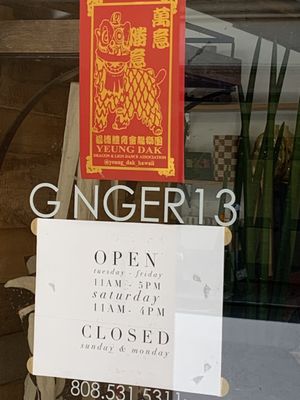 萬意
勝意
YEUNG DAK
DRAGON & LION DANCE ASSOCIATION
@yeung_dak_hawaii
G NGER13
OPEN
tuesday - friday
11AM - 5PM
saturday
11AM - 4PM
CLOSED
sunday & monday
808.531.5311